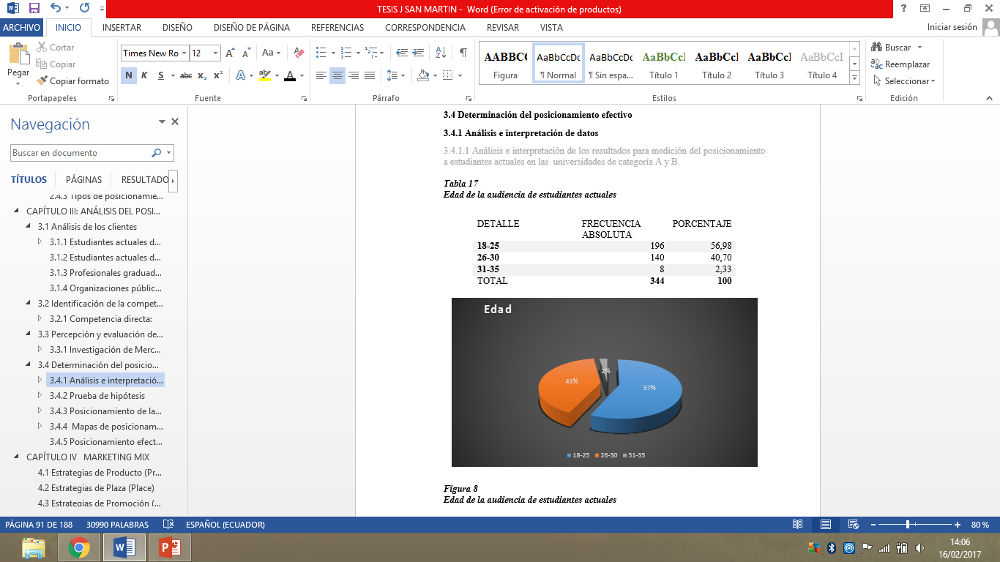 TESIS J SAN MARTIN - Word (Error de activación de productos)
ARCHIVO INICIO INSERTAR DISEÑO DISEÑO DE PÁGINA REFERENCIAS CORRESPONDENCIA REVISAR VISTA Iniciar sesión
Pegar
Cortar
Copiar
Copiar formato
Portapapeles
Times New Ro 12
N K S abc x₂ x²
Fuente
Párrafo
AABBC AaBbCcDc AaBbCcDc AaBbCcl AaBbCcl AaBbCcl AaBbCcl
Figura ¶ Normal ¶ Sin espa... Título 1 Título 2 Título 3 Título 4
Estilos
Buscar
Reemplazar
Seleccionar
Edición
Navegación
Buscar en documento
TÍTULOS PÁGINAS RESULTADO
2.4.3 Tipos de posicionamie...
CAPÍTULO III: ANÁLISIS DEL POSI...
3.1 Análisis de los clientes
3.1.1 Estudiantes actuales d...
3.1.2 Estudiantes actuales d...
3.1.3 Profesionales graduad...
3.1.4 Organizaciones públic...
3.2 Identificación de la compet...
3.2.1 Competencia directa:
3.3 Percepción y evaluación de...
3.3.1 Investigación de Merc...
3.4 Determinación del posicio...
3.4.1 Análisis e interpretació...
3.4.2 Prueba de hipótesis
3.4.3 Posicionamiento de la...
3.4.4 Mapas de posicionam...
3.4.5 Posicionamiento efect...
CAPÍTULO IV MARKETING MIX
4.1 Estrategias de Producto (Pr...
4.2 Estrategias de Plaza (Place)
4.3 Estrategias de Promoción (...
3.4 Determinación del posicionamiento efectivo
3.4.1 Análisis e interpretación de datos
3.4.1.1 Análisis e interpretación de los resultados para medición del posicionamiento
a estudiantes actuales en las universidades de categoría A y B.
Tabla 17
Edad de la audiencia de estudiantes actuales
DETALLE FRECUENCIA PORCENTAJE
ABSOLUTA
18-25 196 56,98
26-30 140 40,70
31-35 8 2,33
TOTAL 344 100
Edad
2%
41%
57%
18-25 26-30 31-35
Figura 8
Edad de la audiencia de estudiantes actuales
PÁGINA 91 DE 188 30990 PALABRAS ESPAÑOL (ECUADOR) 80 %
14:06
16/02/2017